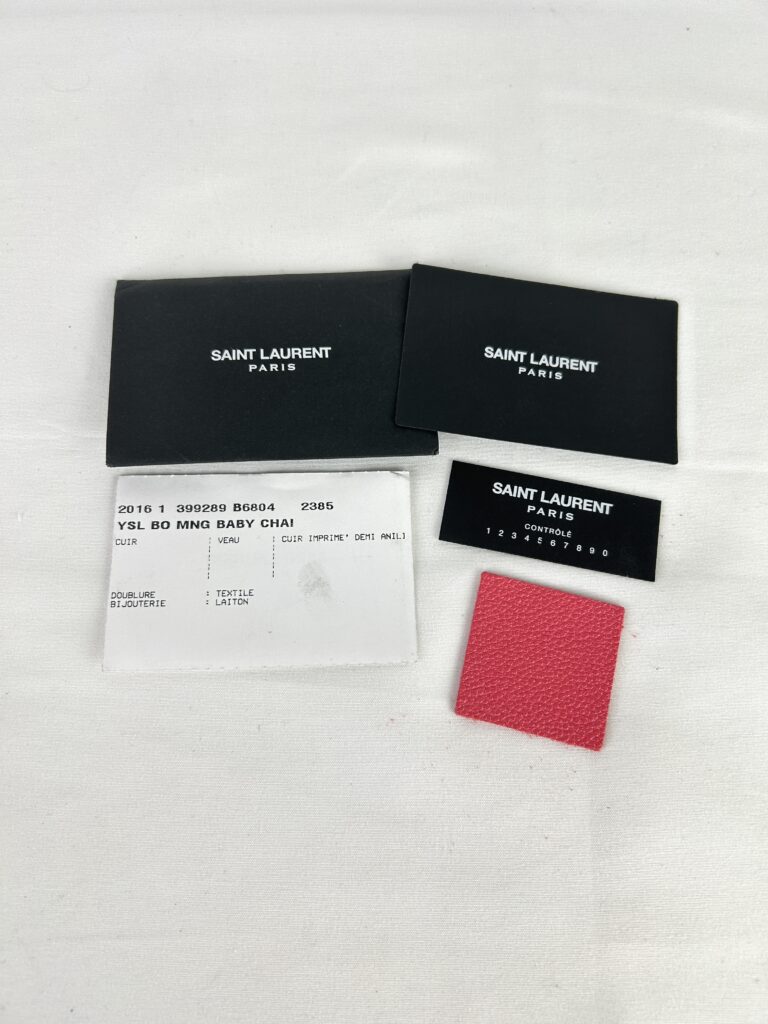 SAINT LAURENT
PARIS
SAINT LAURENT
PARIS
2016 1 399289 B6804 2385
YSL BO MNG BABY CHAI
CUIR : VEAU : CUIR IMPRIME' DEMI ANIL]
DOUBLURE : TEXTILE
BIJOUTERIE : LAITON
SAINT LAURENT
PARIS
CONTRÔLÉ
1 2 3 4 5 6 7 8 9 0